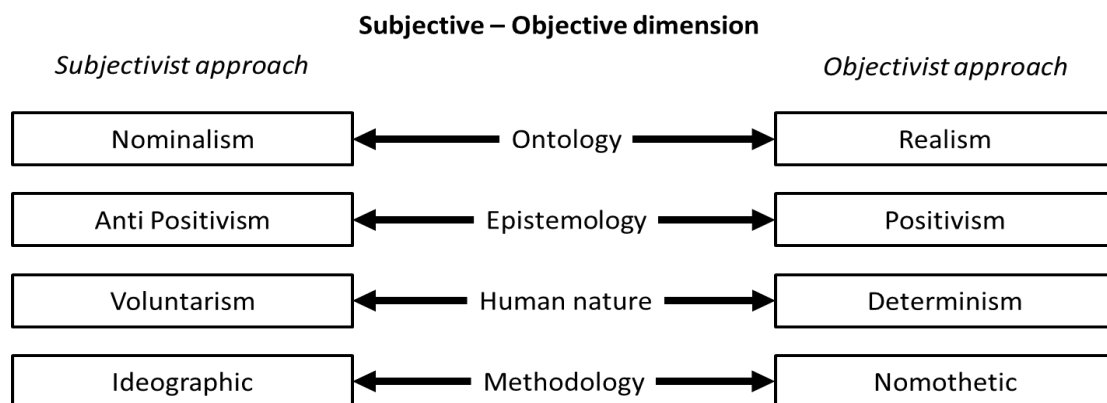 Subjective – Objective dimension
Subjectivist approach
Objectivist approach
Nominalism
Ontology
Realism
Anti Positivism
Epistemology
Positivism
Voluntarism
Human nature
Determinism
Ideographic
Methodology
Nomothetic